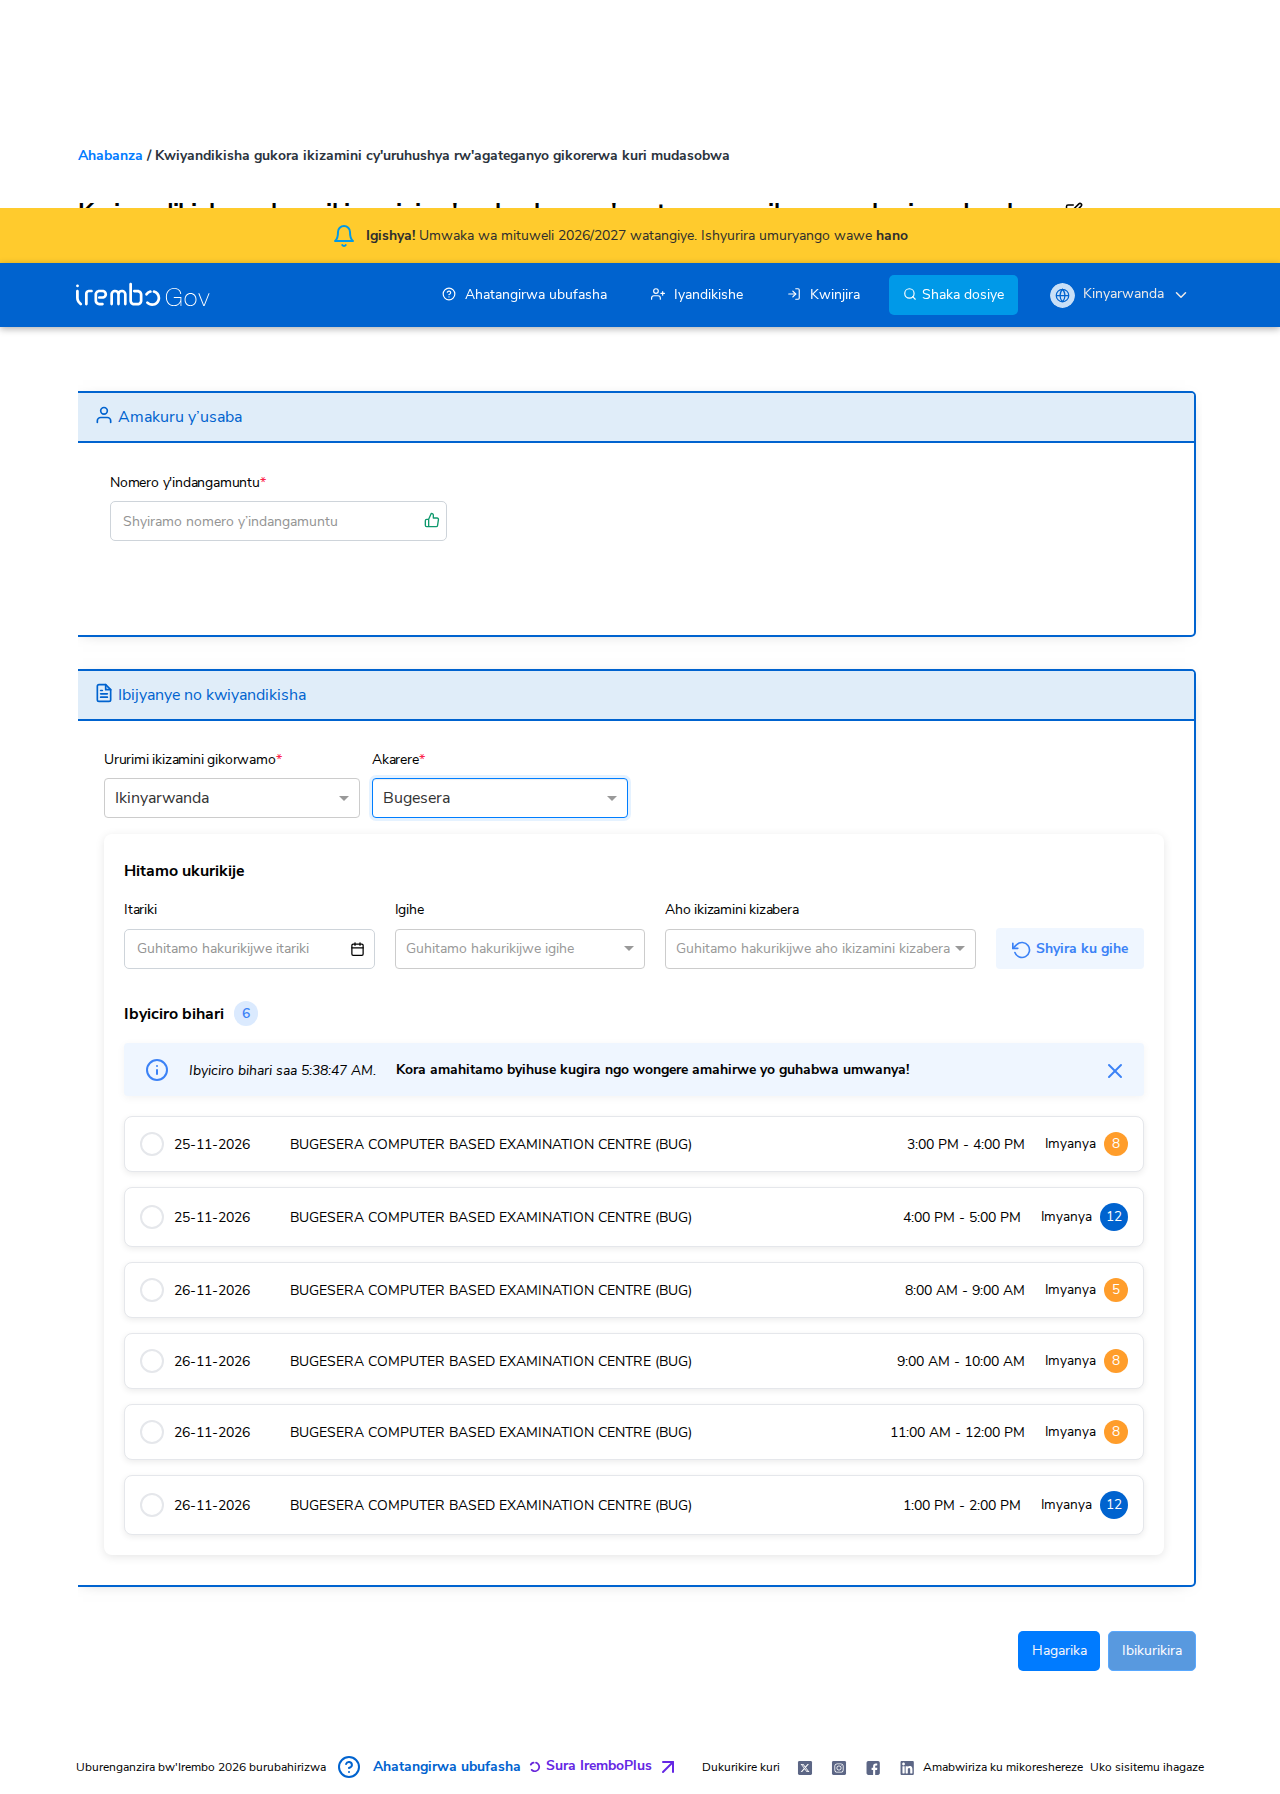 Ahabanza / Kwiyandikisha gukora ikizamini cy'uruhushya rw'agateganyo gikorerwa kuri mudasobwa
Igishya! Umwaka wa mituweli 2026/2027 watangiye. Ishyurira umuryango wawe hano
irembo Gov
Ahatangirwa ubufasha
Iyandikishe
Kwinjira
Shaka dosiye
Kinyarwanda
Amakuru y'usaba
Nomero y'indangamuntu*
Shyiramo nomero y'indangamuntu
Ibijyanye no kwiyandikisha
Ururimi ikizamini gikorwamo* Akarere*
Ikinyarwanda Bugesera
Hitamo ukurikije
Itariki Igihe Aho ikizamini kizabera
Guhitamo hakurikijwe itariki Guhitamo hakurikijwe igihe Guhitamo hakurikijwe aho ikizamini kizabera Shyira ku gihe
Ibyiciro bihari 6
Ibyiciro bihari saa 5:38:47 AM. Kora amahitamo byihuse kugira ngo wongere amahirwe yo guhabwa umwanya!
25-11-2026 BUGESERA COMPUTER BASED EXAMINATION CENTRE (BUG) 3:00 PM - 4:00 PM Imyanya 8
25-11-2026 BUGESERA COMPUTER BASED EXAMINATION CENTRE (BUG) 4:00 PM - 5:00 PM Imyanya 12
26-11-2026 BUGESERA COMPUTER BASED EXAMINATION CENTRE (BUG) 8:00 AM - 9:00 AM Imyanya 5
26-11-2026 BUGESERA COMPUTER BASED EXAMINATION CENTRE (BUG) 9:00 AM - 10:00 AM Imyanya 8
26-11-2026 BUGESERA COMPUTER BASED EXAMINATION CENTRE (BUG) 11:00 AM - 12:00 PM Imyanya 8
26-11-2026 BUGESERA COMPUTER BASED EXAMINATION CENTRE (BUG) 1:00 PM - 2:00 PM Imyanya 12
Hagarika Ibikurikira
Uburenganzira bw'Irembo 2026 burubahirizwa Ahatangirwa ubufasha Sura IremboPlus Dukurikire kuri Amabwiriza ku mikoreshereze Uko sisitemu ihagaze